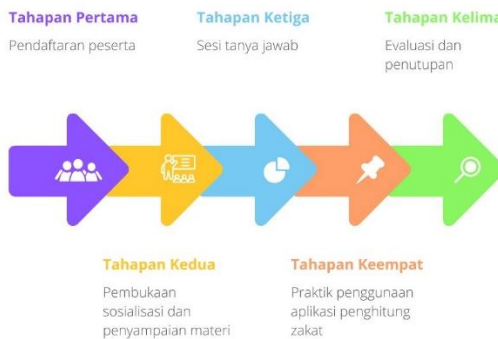 Tahapan Pertama
Pendaftaran peserta
Tahapan Ketiga
Sesi tanya jawab
Tahapan Kelima
Evaluasi dan
penutupan
Tahapan Kedua
Pembukaan
sosialisasi dan
penyampaian materi
Tahapan Keempat
Praktik penggunaan
aplikasi penghitung
zakat